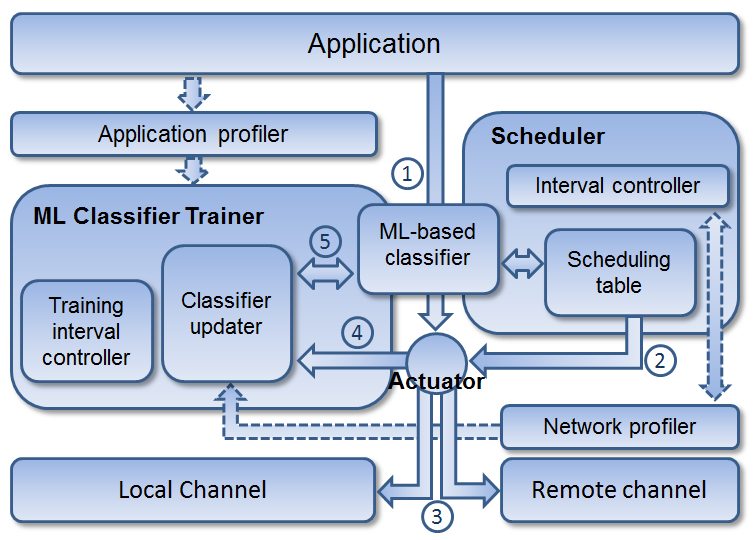 Application
Application profiler
Scheduler
1
Interval controller
ML Classifier Trainer
ML-based
classifier
5
Scheduling
table
Training
interval
controller
Classifier
updater
4
2
Actuator
Network profiler
Local Channel
Remote channel
3